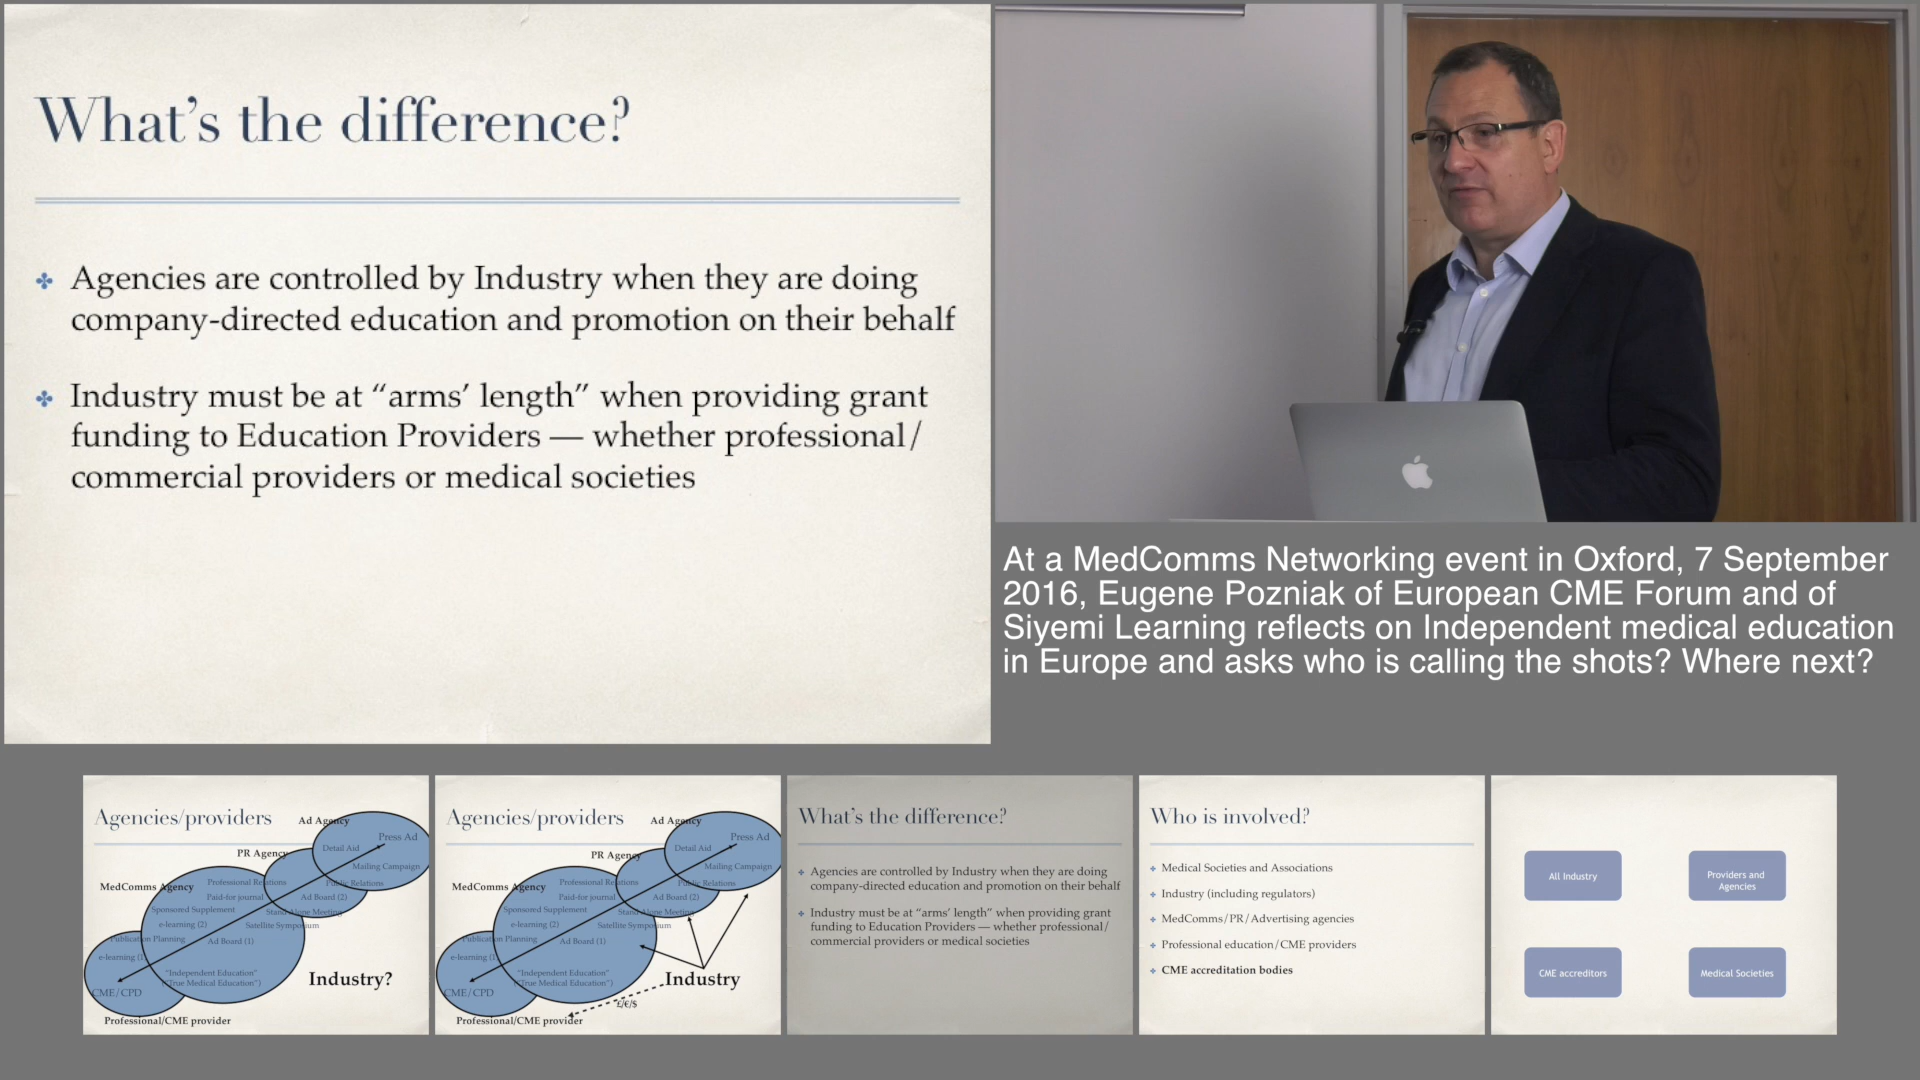 What's the difference?
Agencies are controlled by Industry when they are doing
company-directed education and promotion on their behalf
Industry must be at “arms’ length” when providing grant
funding to Education Providers — whether professional/
commercial providers or medical societies
At a MedComms Networking event in Oxford, 7 September
2016, Eugene Pozniak of European CME Forum and of
Siyemi Learning reflects on Independent medical education
in Europe and asks who is calling the shots? Where next?
Agencies/providers
Ad Agency
Press Ad
Detail Aid
PR Agency
Mailing Campaign
MedComms Agency
Professional Relations
Public Relations
Paid-for journal
Ad Board (2)
Sponsored Supplement
Stand Alone Meeting
e-learning (2)
Satellite Symposium
Publication Planning
Ad Board (1)
e-learning (1)
"Independent Education"
("True Medical Education")
Industry?
CME/CPD
Professional/CME provider
Agencies/providers
Ad Agency
Press Ad
Detail Aid
PR Agency
Mailing Campaign
MedComms Agency
Professional Relations
Public Relations
Paid-for journal
Ad Board (2)
Sponsored Supplement
Stand Alone Meeting
e-learning (2)
Satellite Symposium
Publication Planning
Ad Board (1)
e-learning (1)
"Independent Education"
("True Medical Education")
Industry
CME/CPD
£/€/$
Professional/CME provider
What's the difference?
Agencies are controlled by Industry when they are doing
company-directed education and promotion on their behalf
Industry must be at “arms’ length” when providing grant
funding to Education Providers — whether professional/
commercial providers or medical societies
Who is involved?
Medical Societies and Associations
Industry (including regulators)
MedComms/PR/Advertising agencies
Professional education/CME providers
CME accreditation bodies
All Industry
Providers and
Agencies
CME accreditors
Medical Societies